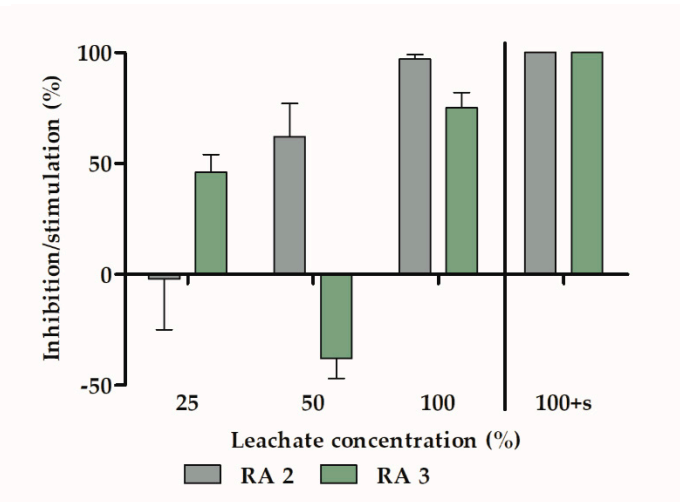 Inhibition/stimulation (%)
100
50
0
-50
25 50 100 100+s
Leachate concentration (%)
RA 2 RA 3